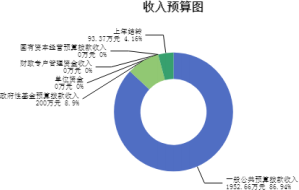 收入预算图
上年结转
93.37万元 4.16%
国有资本经营预算拨款收入
0万元 0%
财政专户管理资金收入
0万元 0%
单位资金
0万元 0%
政府性基金预算拨款收入
200万元 8.9%
一般公共预算拨款收入
1952.66万元 86.94%